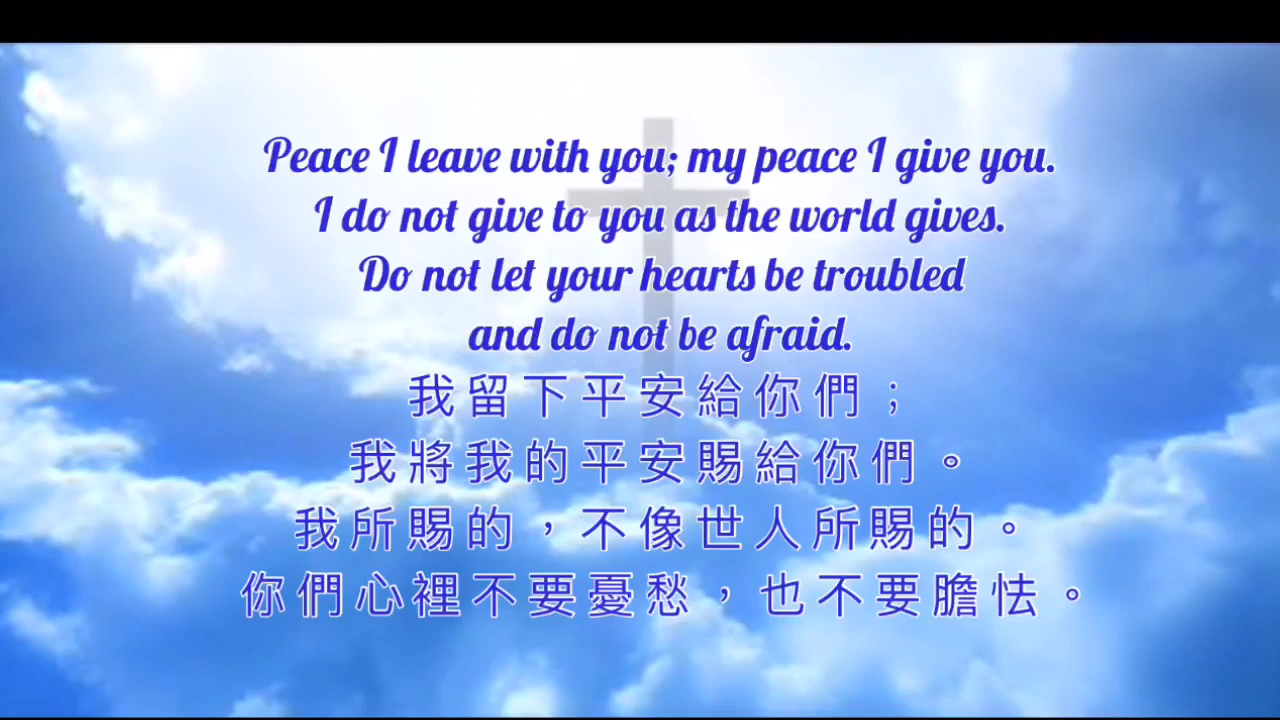 Peace I leave with you; my peace I give you.
I do not give to you as the world gives.
Do not let your hearts be troubled
and do not be afraid.
我留下平安給你們；
我將我的平安賜給你們。
我所賜的，不像世人所賜的。
你們心裡不要憂愁，也不要膽怯。